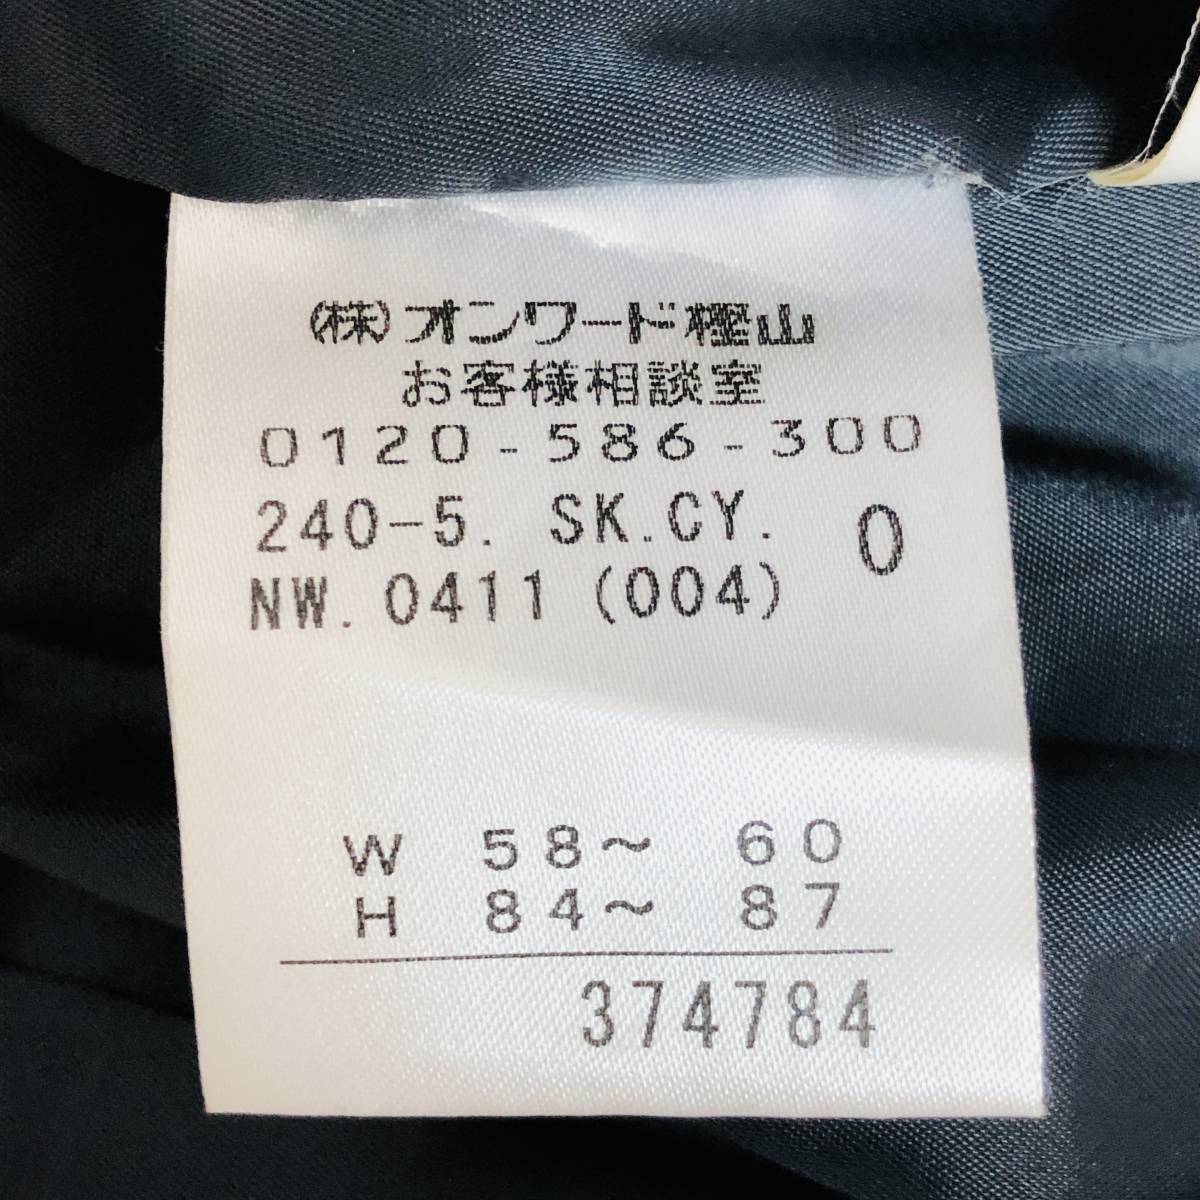 (株)オンワード樫山
お客様相談室
0120-586-300
240-5. SK.CY. 0
NW. 0411 (004)
W 58~ 60
H 84~ 87
374784